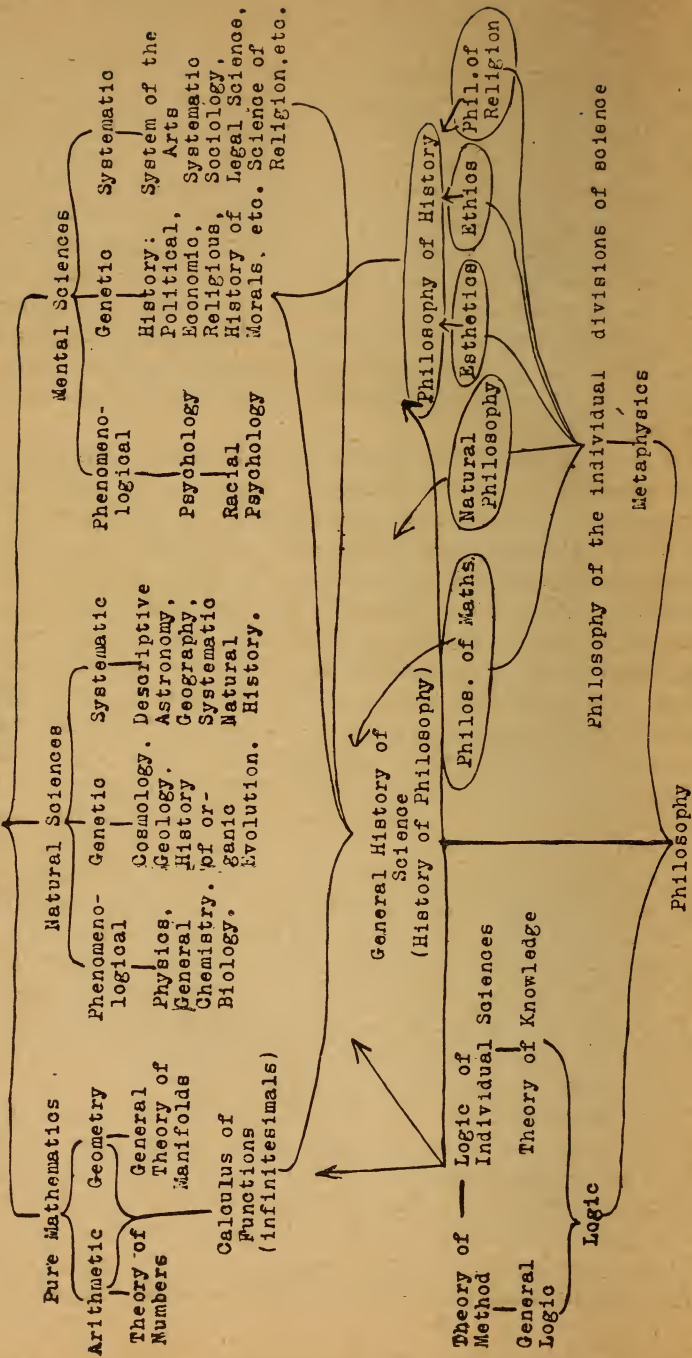 Pure Mathematics
Natural Sciences
Mental Sciences
Arithmetic
Geometry
Phenomeno-
logical
Genetic
Systematic
Phenomeno-
logical
Genetic
Systematic
Theory of
Numbers
General
Theory of
Manifolds
Calculus of
Functions
(infinitesimals)
Physics,
General
Chemistry.
Biology.
Cosmology.
Geology.
History
of or-
ganic
Evolution.
Descriptive
Astronomy,
Geography,
Systematic
Natural
History.
Psychology
Racial
Psychology
History:
Political,
Economic,
Religious,
History of
Morals, etc.
System of the
Arts
Systematic
Sociology,
Legal Science,
Science of
Religion, etc.
General History of
Science
(History of Philosophy)
Philosophy of History
Philos. of Maths.
Natural
Philosophy
Esthetics
Ethics
Phil. of
Religion
Theory of
Method
Logic of
Individual Sciences
General
Logic
Theory of Knowledge
Logic
Philosophy of the individual divisions of science
Metaphysics
Philosophy